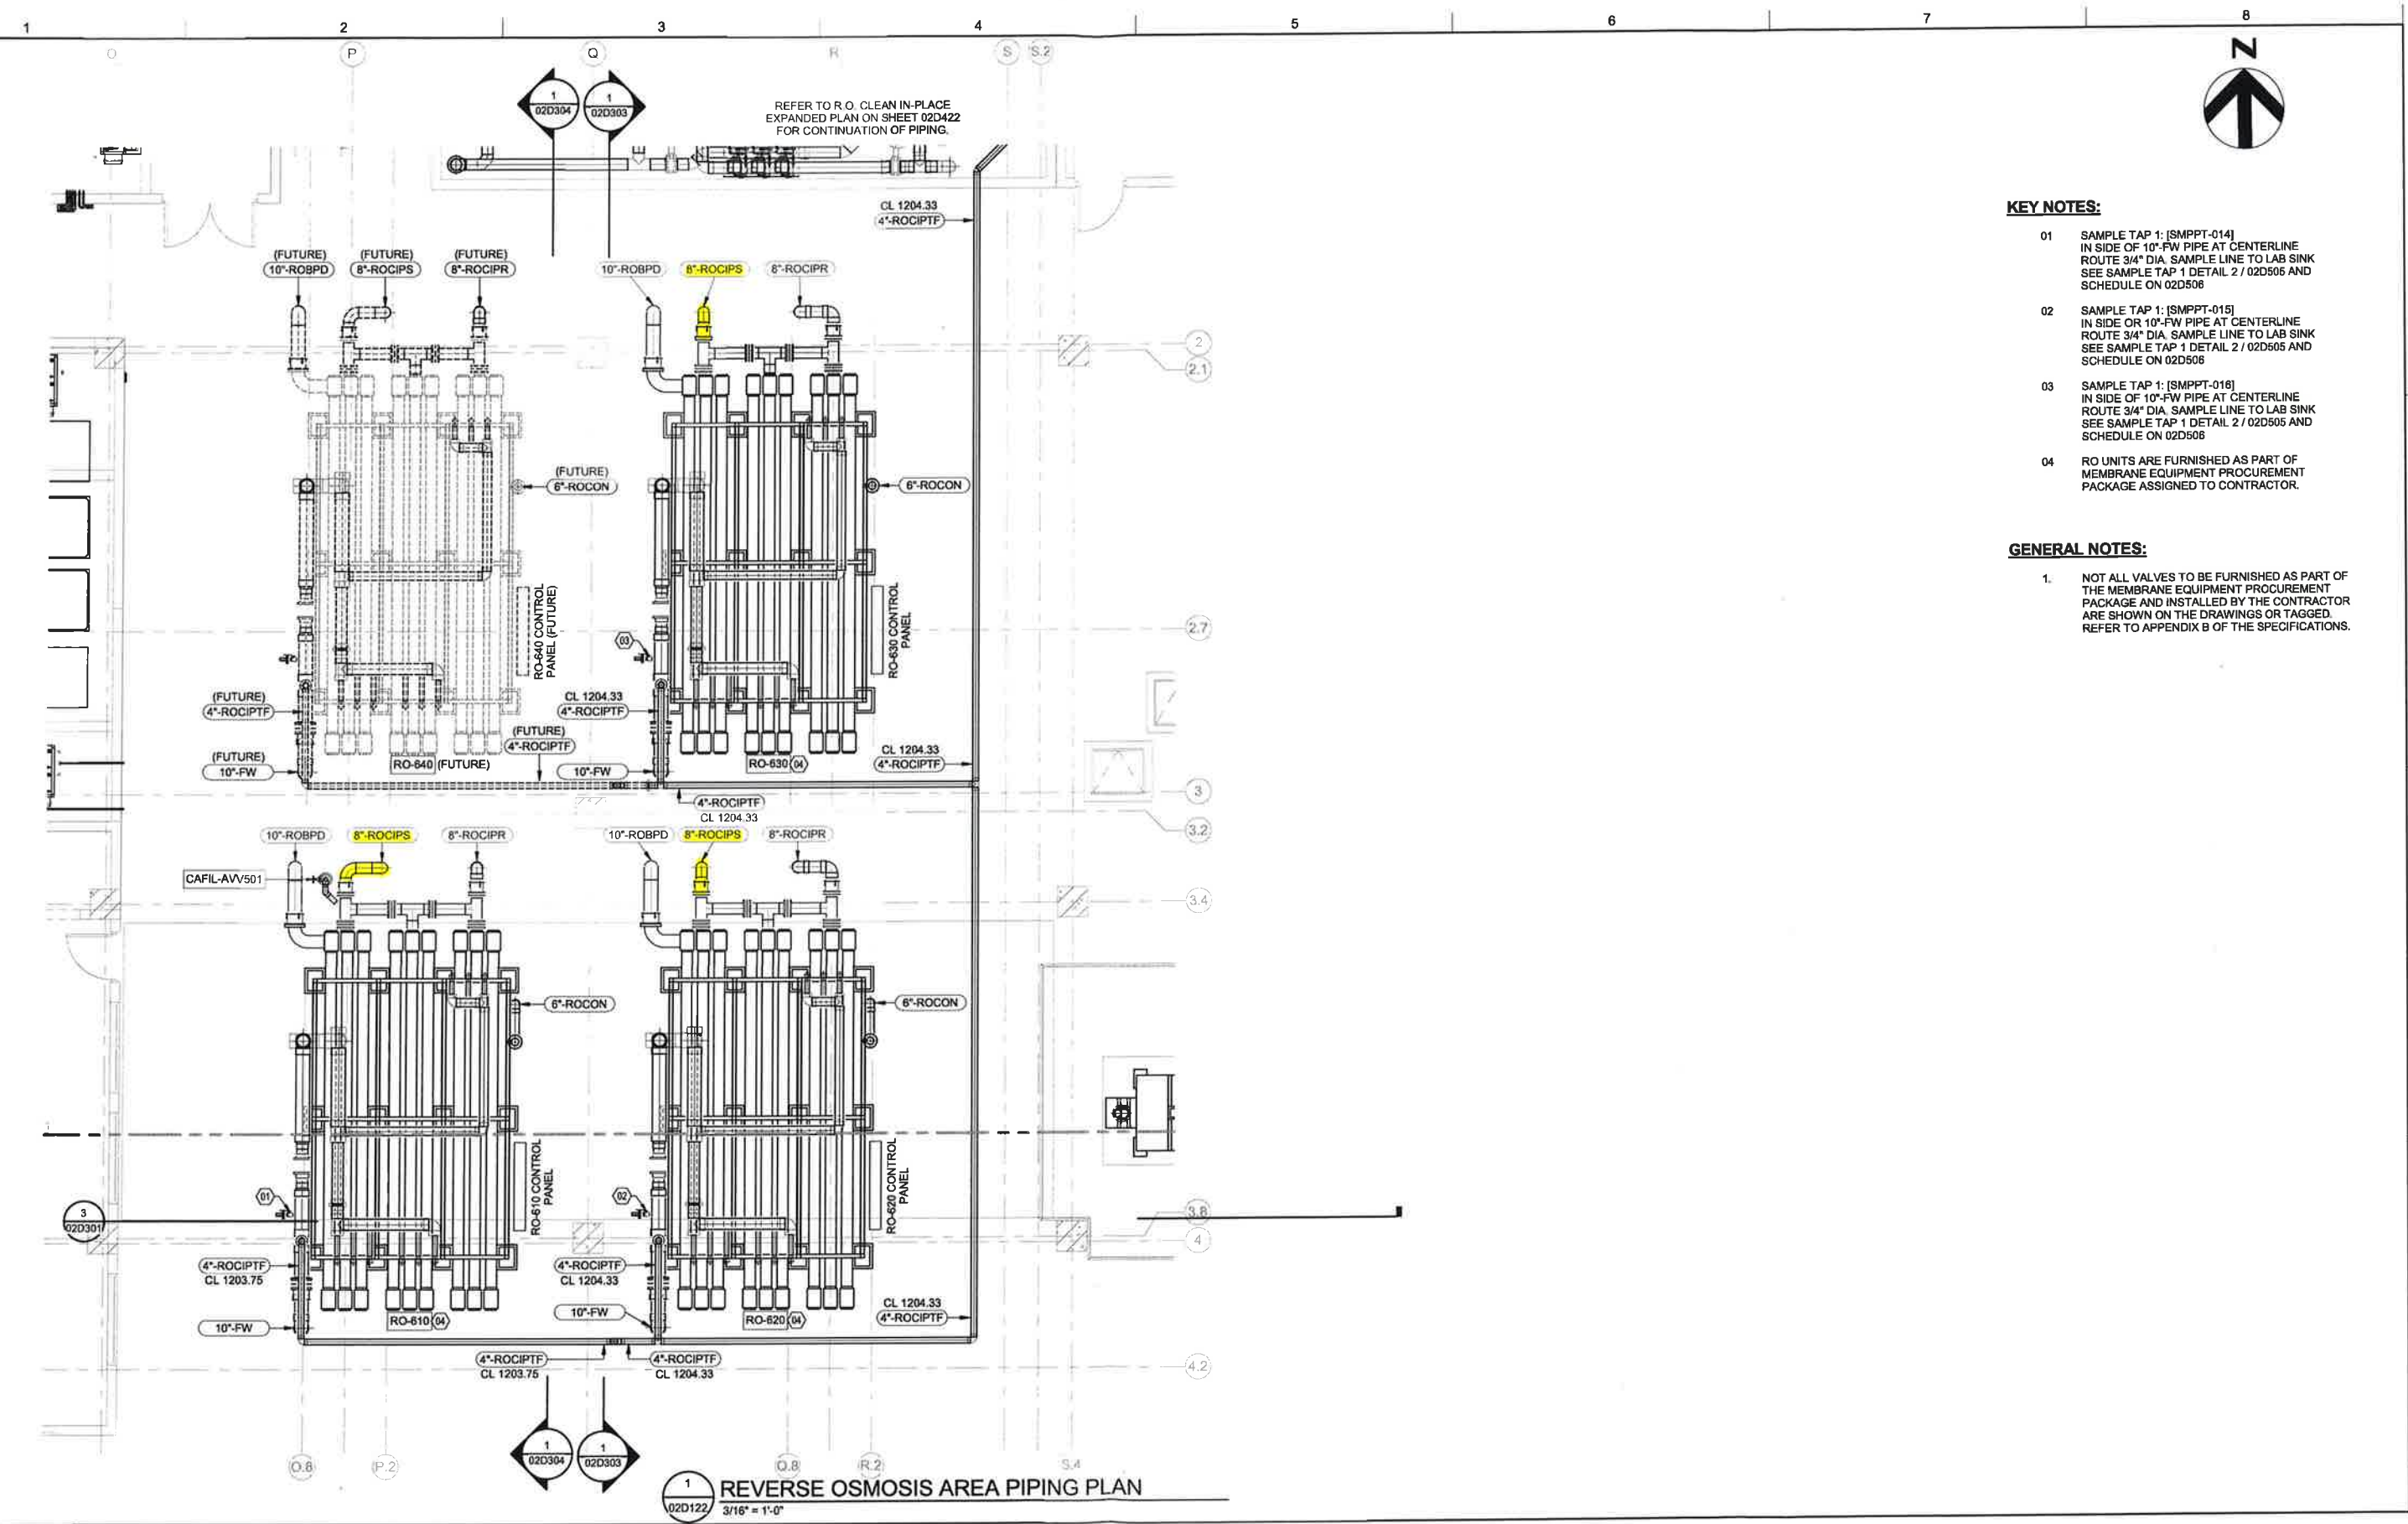 1
2
3
4
5
6
7
8
O
P
Q
R
S
S.2
N
1
02D304
1
02D303
REFER TO R.O. CLEAN IN-PLACE
EXPANDED PLAN ON SHEET 02D422
FOR CONTINUATION OF PIPING.
CL 1204.33
4"-ROCIPTF
KEY NOTES:
01 SAMPLE TAP 1: [SMPPT-014]
IN SIDE OF 10"-FW PIPE AT CENTERLINE
ROUTE 3/4" DIA. SAMPLE LINE TO LAB SINK
SEE SAMPLE TAP 1 DETAIL 2 / 02D506 AND
SCHEDULE ON 02D506
02 SAMPLE TAP 1: [SMPPT-015]
IN SIDE OR 10"-FW PIPE AT CENTERLINE
ROUTE 3/4" DIA. SAMPLE LINE TO LAB SINK
SEE SAMPLE TAP 1 DETAIL 2 / 02D505 AND
SCHEDULE ON 02D506
03 SAMPLE TAP 1: [SMPPT-016]
IN SIDE OF 10"-FW PIPE AT CENTERLINE
ROUTE 3/4" DIA. SAMPLE LINE TO LAB SINK
SEE SAMPLE TAP 1 DETAIL 2 / 02D505 AND
SCHEDULE ON 02D506
04 RO UNITS ARE FURNISHED AS PART OF
MEMBRANE EQUIPMENT PROCUREMENT
PACKAGE ASSIGNED TO CONTRACTOR.
GENERAL NOTES:
1. NOT ALL VALVES TO BE FURNISHED AS PART OF
THE MEMBRANE EQUIPMENT PROCUREMENT
PACKAGE AND INSTALLED BY THE CONTRACTOR
ARE SHOWN ON THE DRAWINGS OR TAGGED.
REFER TO APPENDIX B OF THE SPECIFICATIONS.
(FUTURE)
10"-ROBPD
(FUTURE)
8"-ROCIPS
(FUTURE)
8"-ROCIPR
10"-ROBPD
8"-ROCIPS
8"-ROCIPR
2
2.1
(FUTURE)
6"-ROCON
6"-ROCON
RO-640 CONTROL
PANEL (FUTURE)
RO-630 CONTROL
PANEL
2.7
03
(FUTURE)
4"-ROCIPTF
CL 1204.33
4"-ROCIPTF
(FUTURE)
4"-ROCIPTF
(FUTURE)
10"-FW
RO-640 (FUTURE)
10"-FW
RO-630 04
CL 1204.33
4"-ROCIPTF
4"-ROCIPTF
CL 1204.33
3
3.2
10"-ROBPD
8"-ROCIPS
8"-ROCIPR
10"-ROBPD
8"-ROCIPS
8"-ROCIPR
CAFIL-AVV501
3.4
6"-ROCON
6"-ROCON
RO-610 CONTROL
PANEL
RO-620 CONTROL
PANEL
01
02
3
02D301
3.8
4
4"-ROCIPTF
CL 1203.75
4"-ROCIPTF
CL 1204.33
10"-FW
RO-610 04
10"-FW
RO-620 04
CL 1204.33
4"-ROCIPTF
4"-ROCIPTF
CL 1203.75
4"-ROCIPTF
CL 1204.33
4.2
1
02D304
1
02D303
O.8
P.2
Q.8
R.2
S.4
1
02D122
REVERSE OSMOSIS AREA PIPING PLAN
3/16" = 1'-0"